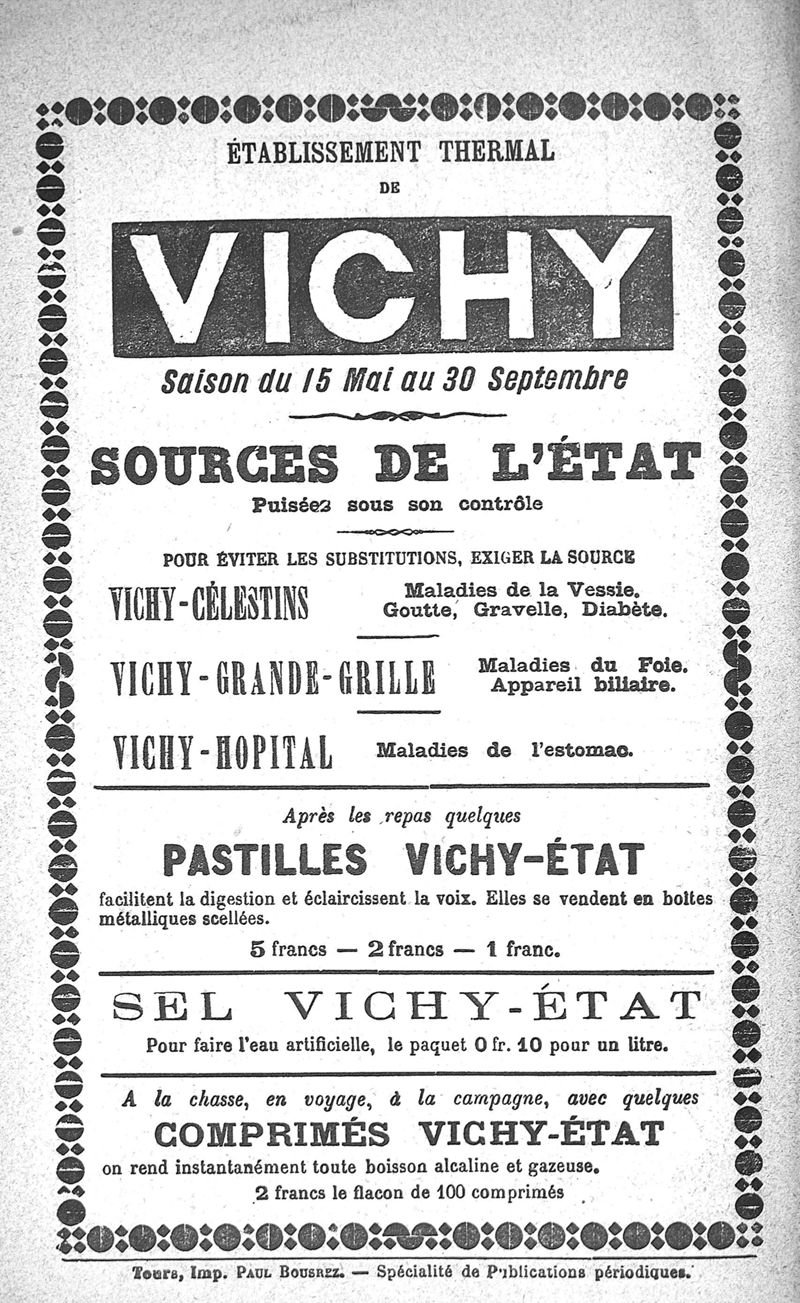 ÉTABLISSEMENT THERMAL
DE
VICHY
Saison du 15 Mai au 30 Septembre
SOURCES DE L'ÉTAT
Puisées sous son contrôle
POUR ÉVITER LES SUBSTITUTIONS, EXIGER LA SOURCE
VICHY-CÉLESTINS
Maladies de la Vessie.
Goutte, Gravelle, Diabète.
VICHY-GRANDE-GRILLE
Maladies du Foie.
Appareil biliaire.
VICHY-HOPITAL
Maladies de l'estomac.
Après les repas quelques
PASTILLES VICHY-ÉTAT
facilitent la digestion et éclaircissent la voix. Elles se vendent en boîtes
métalliques scellées.
5 francs — 2 francs — 1 franc.
SEL VICHY-ÉTAT
Pour faire l'eau artificielle, le paquet 0 fr. 10 pour un litre.
A la chasse, en voyage, à la campagne, avec quelques
COMPRIMÉS VICHY-ÉTAT
on rend instantanément toute boisson alcaline et gazeuse.
2 francs le flacon de 100 comprimés
Tours, Imp. PAUL BOUSREZ. — Spécialité de Publications périodiques.